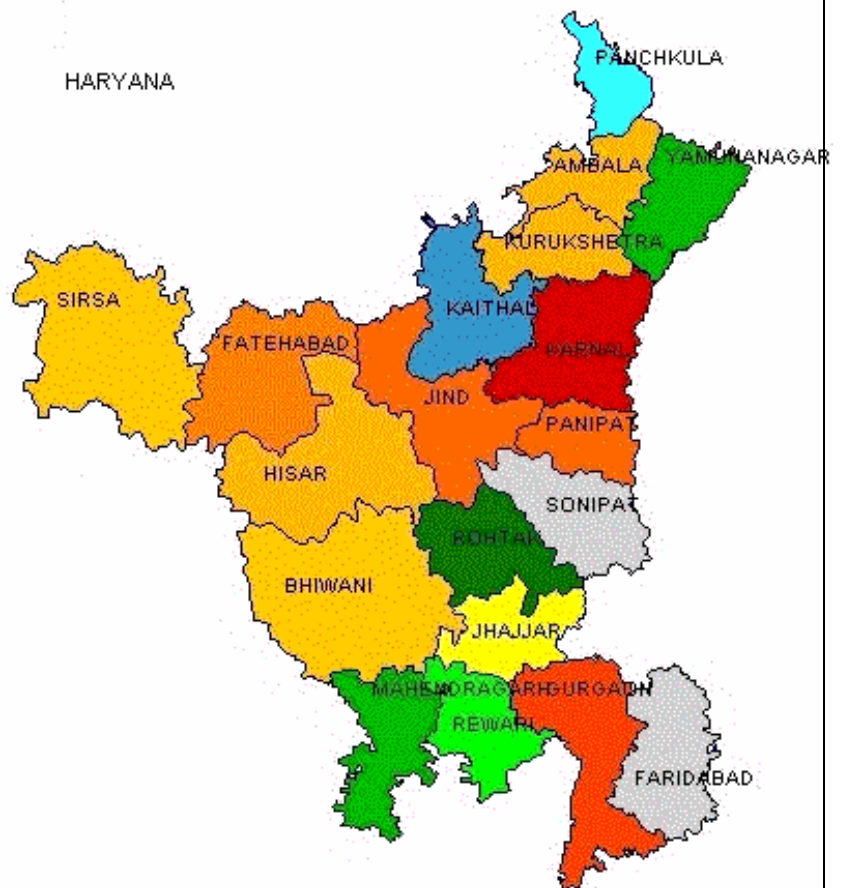 PANCHKULA
HARYANA
AMBALA
YAMUNANAGAR
KURUKSHETRA
SIRSA
KAITHAL
FATEHABAD
KARNAL
JIND
PANIPAT
HISAR
SONIPAT
ROHTAK
BHIWANI
JHAJJAR
MAHENDRAGARH
GURGAON
REWARI
FARIDABAD